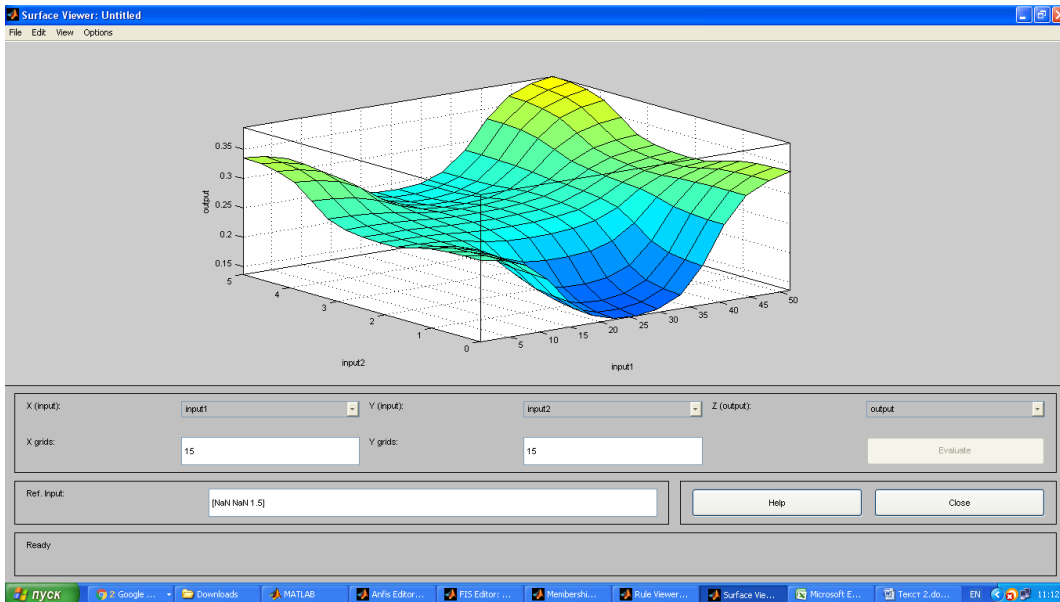 Surface Viewer: Untitled
File Edit View Options
0.35
0.3
0.25
0.2
0.15
output
5
4
3
2
1
0
input2
5
10
15
20
25
30
35
40
45
50
input1
X (input): input1 Y (input): input2 Z (output): output
X grids: 15 Y grids: 15 Evaluate
Ref. Input: [NaN NaN 1.5] Help Close
Ready
пуск 2 Google ... Downloads MATLAB Anfis Editor... FIS Editor: ... Membershi... Rule Viewer... Surface Vie... Microsoft E... Текст 2.do... EN 11:12